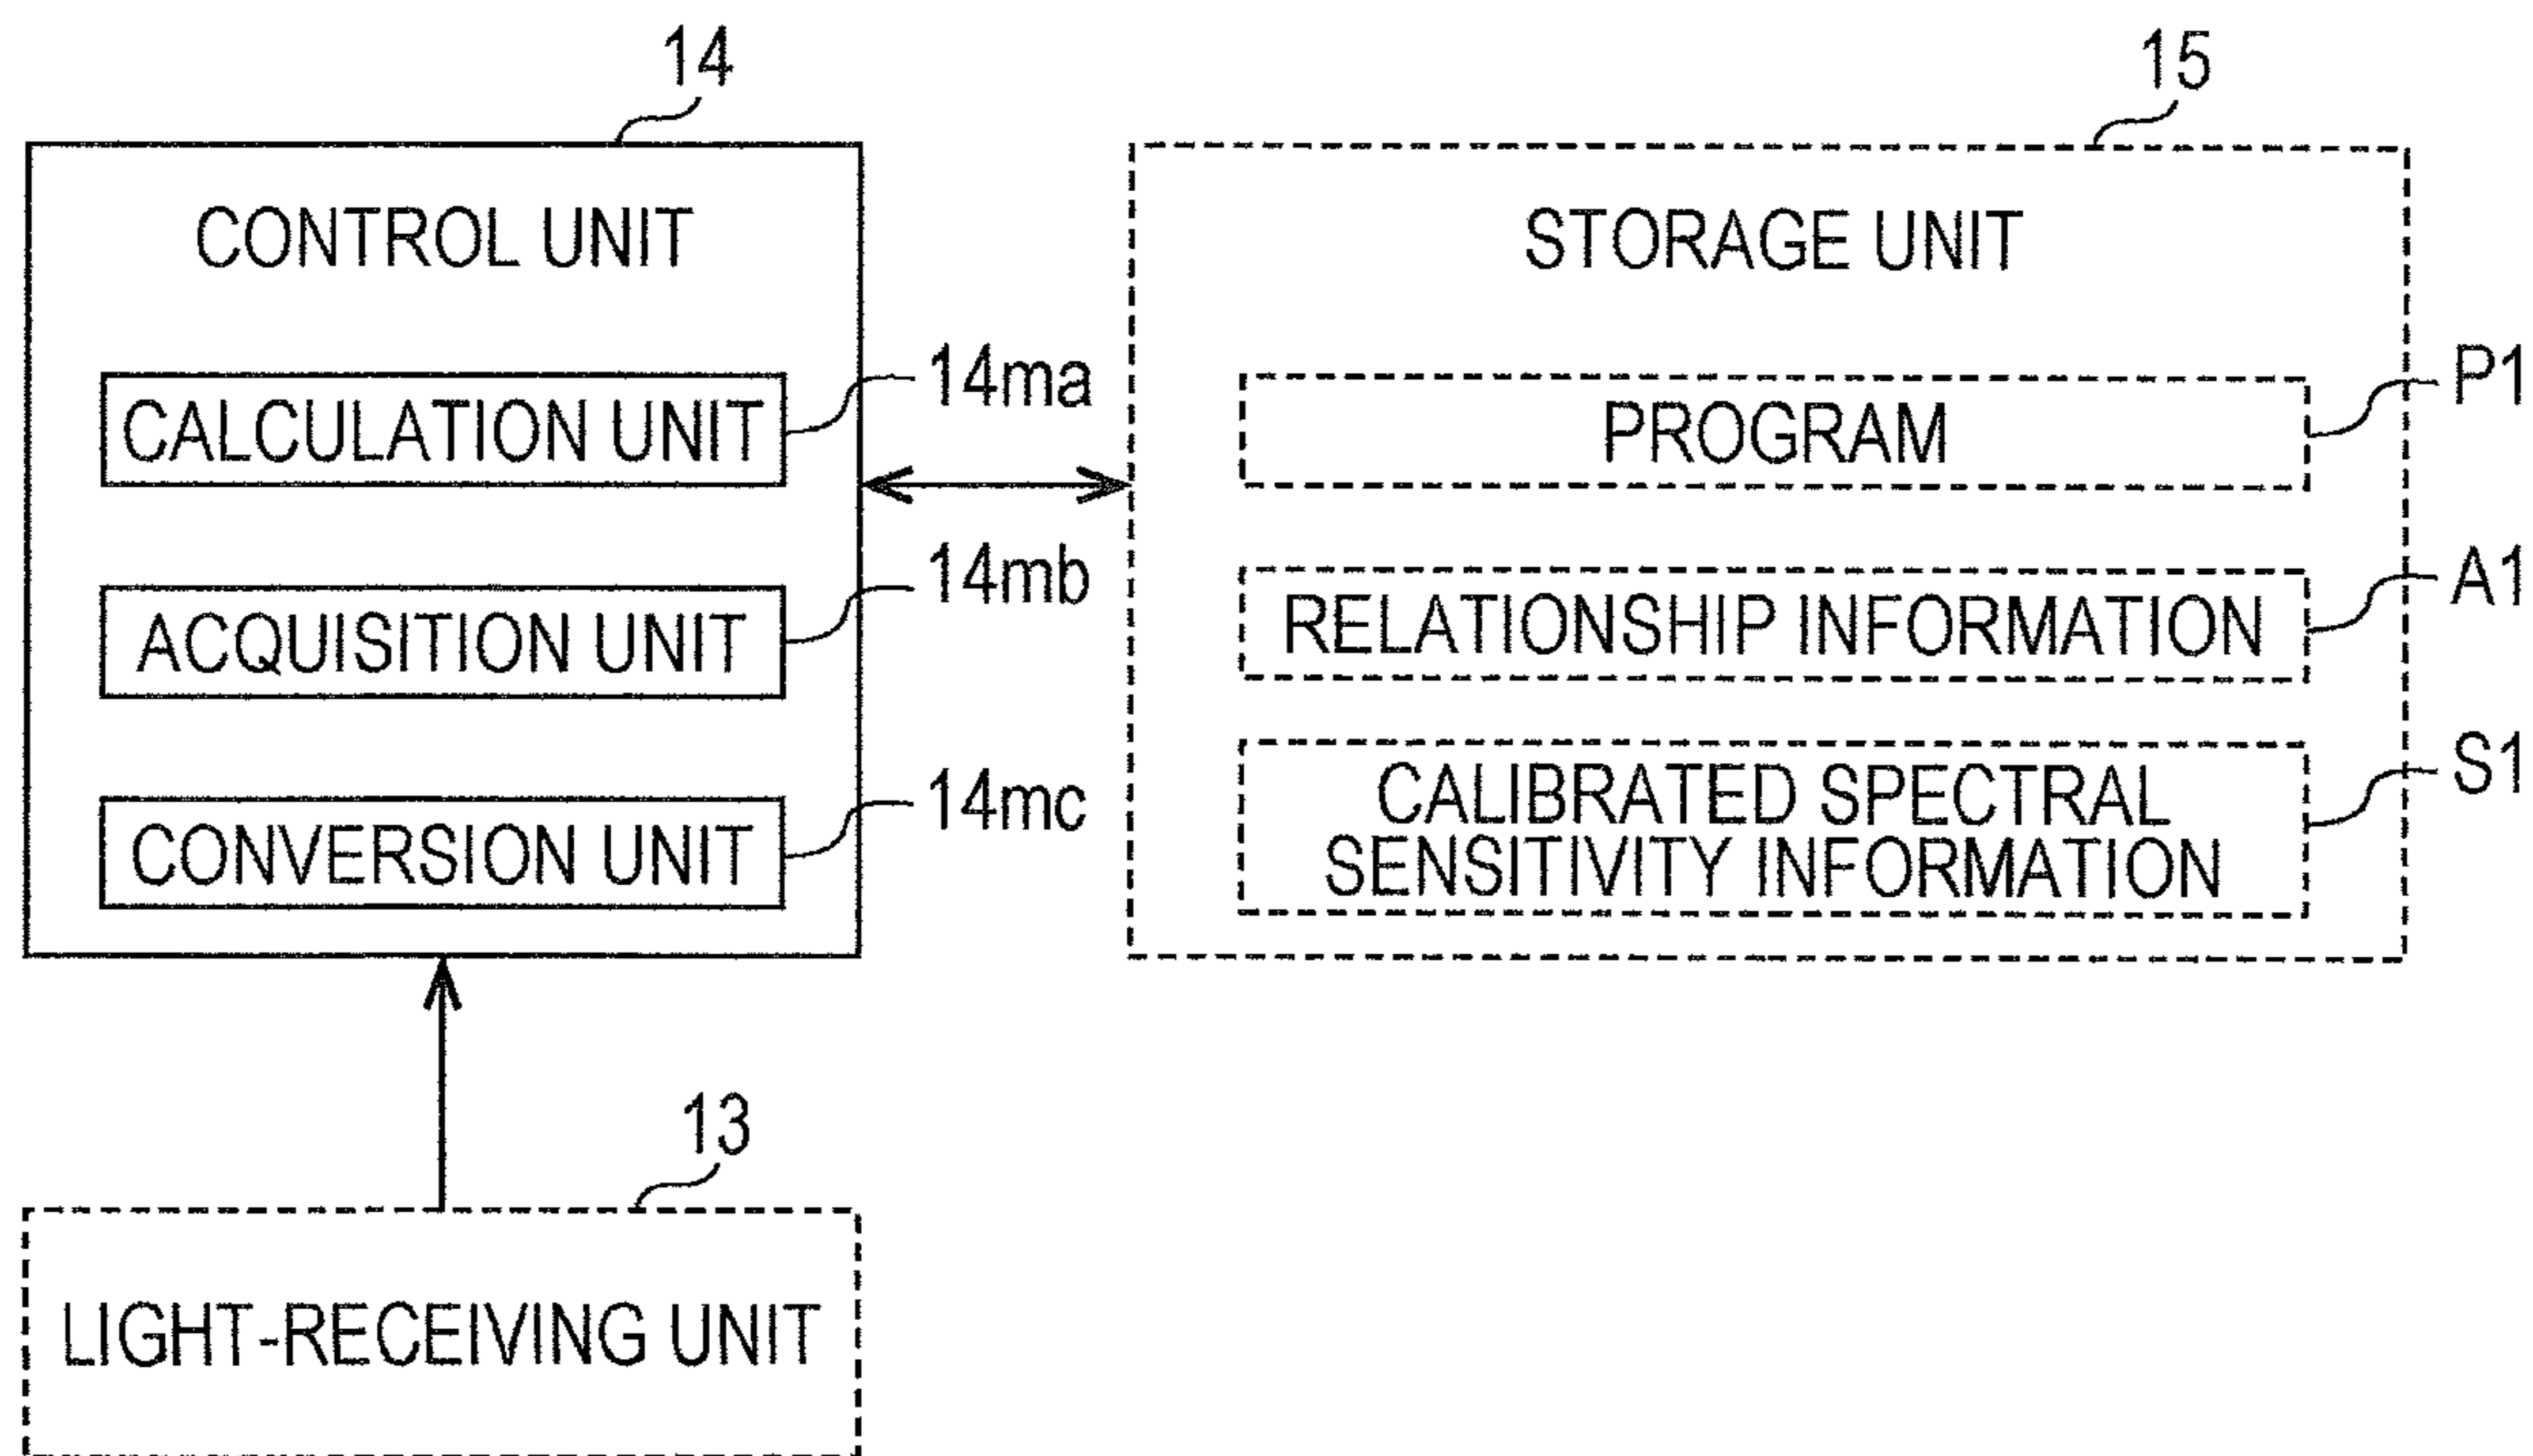 14
CONTROL UNIT
CALCULATION UNIT
14ma
ACQUISITION UNIT
14mb
CONVERSION UNIT
14mc
15
STORAGE UNIT
PROGRAM
P1
RELATIONSHIP INFORMATION
A1
CALIBRATED SPECTRAL
SENSITIVITY INFORMATION
S1
13
LIGHT-RECEIVING UNIT